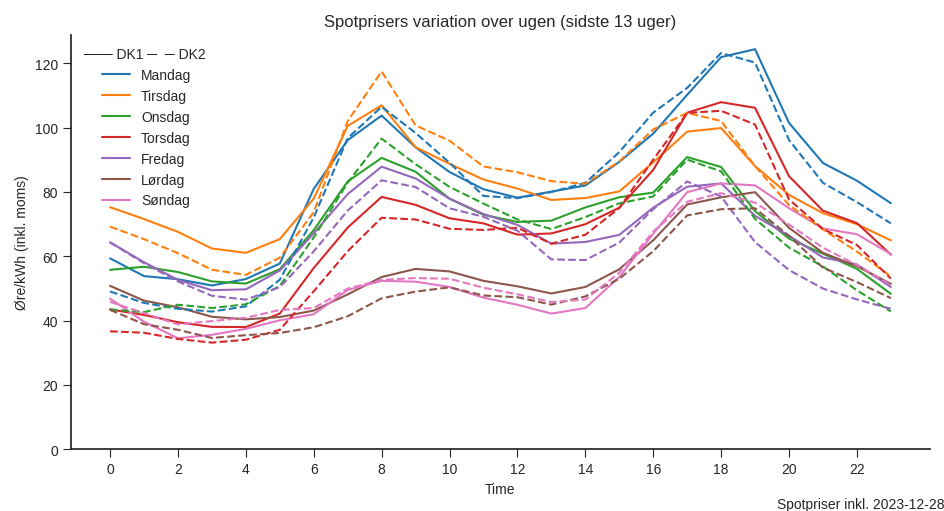 Spotprisers variation over ugen (sidste 13 uger)
DK1 DK2
Mandag
Tirsdag
Onsdag
Torsdag
Fredag
Lørdag
Søndag
Øre/kWh (inkl. moms)
120
100
80
60
40
20
0
0 2 4 6 8 10 12 14 16 18 20 22
Time
Spotpriser inkl. 2023-12-28